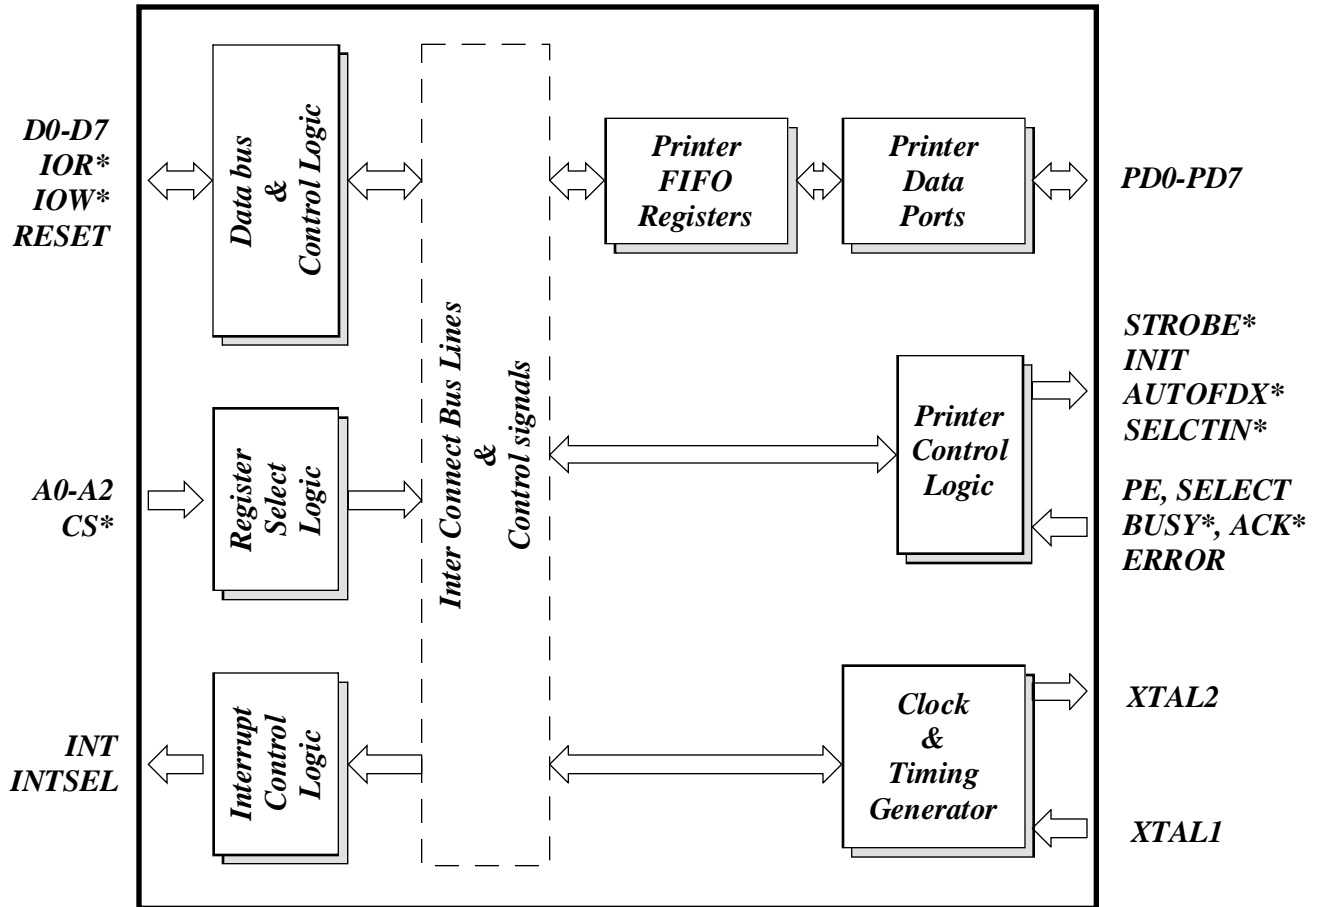 D0-D7
IOR*
IOW*
RESET
Data bus
&
Control Logic
A0-A2
CS*
Register
Select
Logic
INT
INTSEL
Interrupt
Control
Logic
Inter Connect Bus Lines
&
Control signals
Printer
FIFO
Registers
Printer
Data
Ports
PD0-PD7
Printer
Control
Logic
STROBE*
INIT
AUTOFDX*
SELCTIN*
PE, SELECT
BUSY*, ACK*
ERROR
Clock
&
Timing
Generator
XTAL2
XTAL1